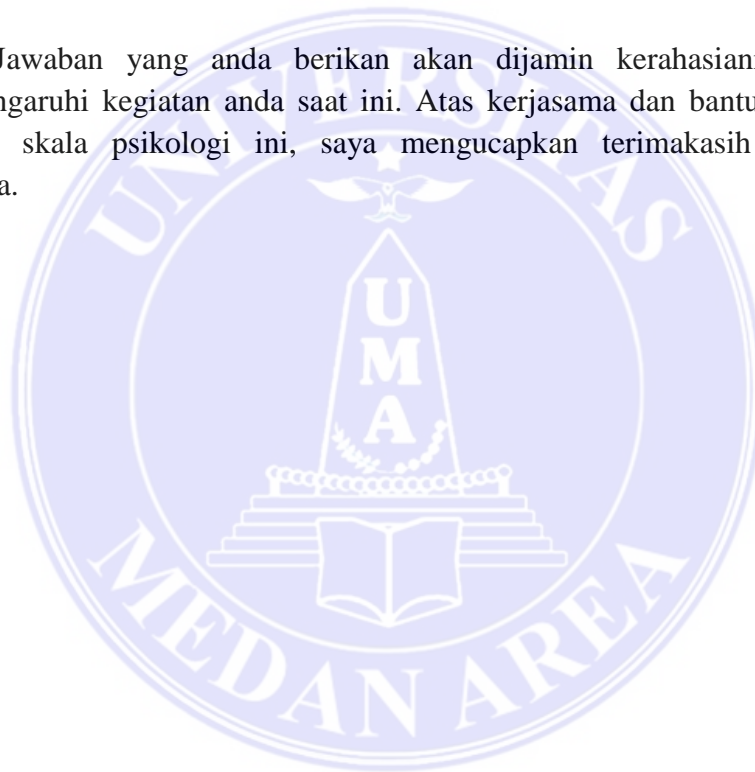 Jawaban yang anda berikan akan dijamin kerahasian
ngaruhi kegiatan anda saat ini. Atas kerjasama dan bantu
skala psikologi ini, saya mengucapkan terimakasih
a.
UNIVERSITAS
U
M
A
MEDAN AREA